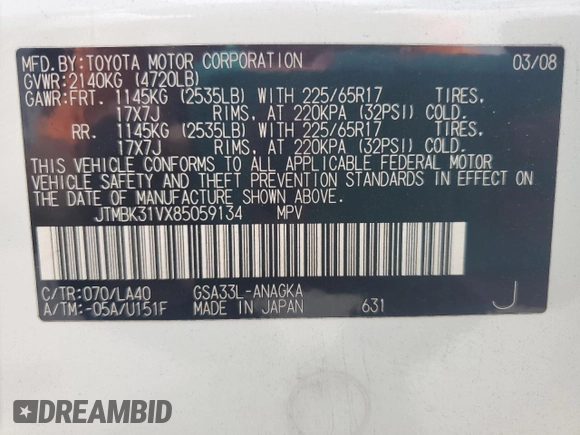 MFD.BY:TOYOTA MOTOR CORPORATION 03/08
GVWR:2140KG (4720LB)
GAWR:FRT. 1145KG (2535LB) WITH 225/65R17 TIRES,
17X7J RIMS, AT 220KPA (32PSI) COLD.
RR. 1145KG (2535LB) WITH 225/65R17 TIRES,
17X7J RIMS, AT 220KPA (32PSI) COLD.
THIS VEHICLE CONFORMS TO ALL APPLICABLE FEDERAL MOTOR
VEHICLE SAFETY AND THEFT PREVENTION STANDARDS IN EFFECT ON
THE DATE OF MANUFACTURE SHOWN ABOVE.
JTMBK31VX85059134 MPV
C/TR:070/LA40 GSA33L-ANAGKA
A/TM:-05A/U151F MADE IN JAPAN 631 J
DREAMBID